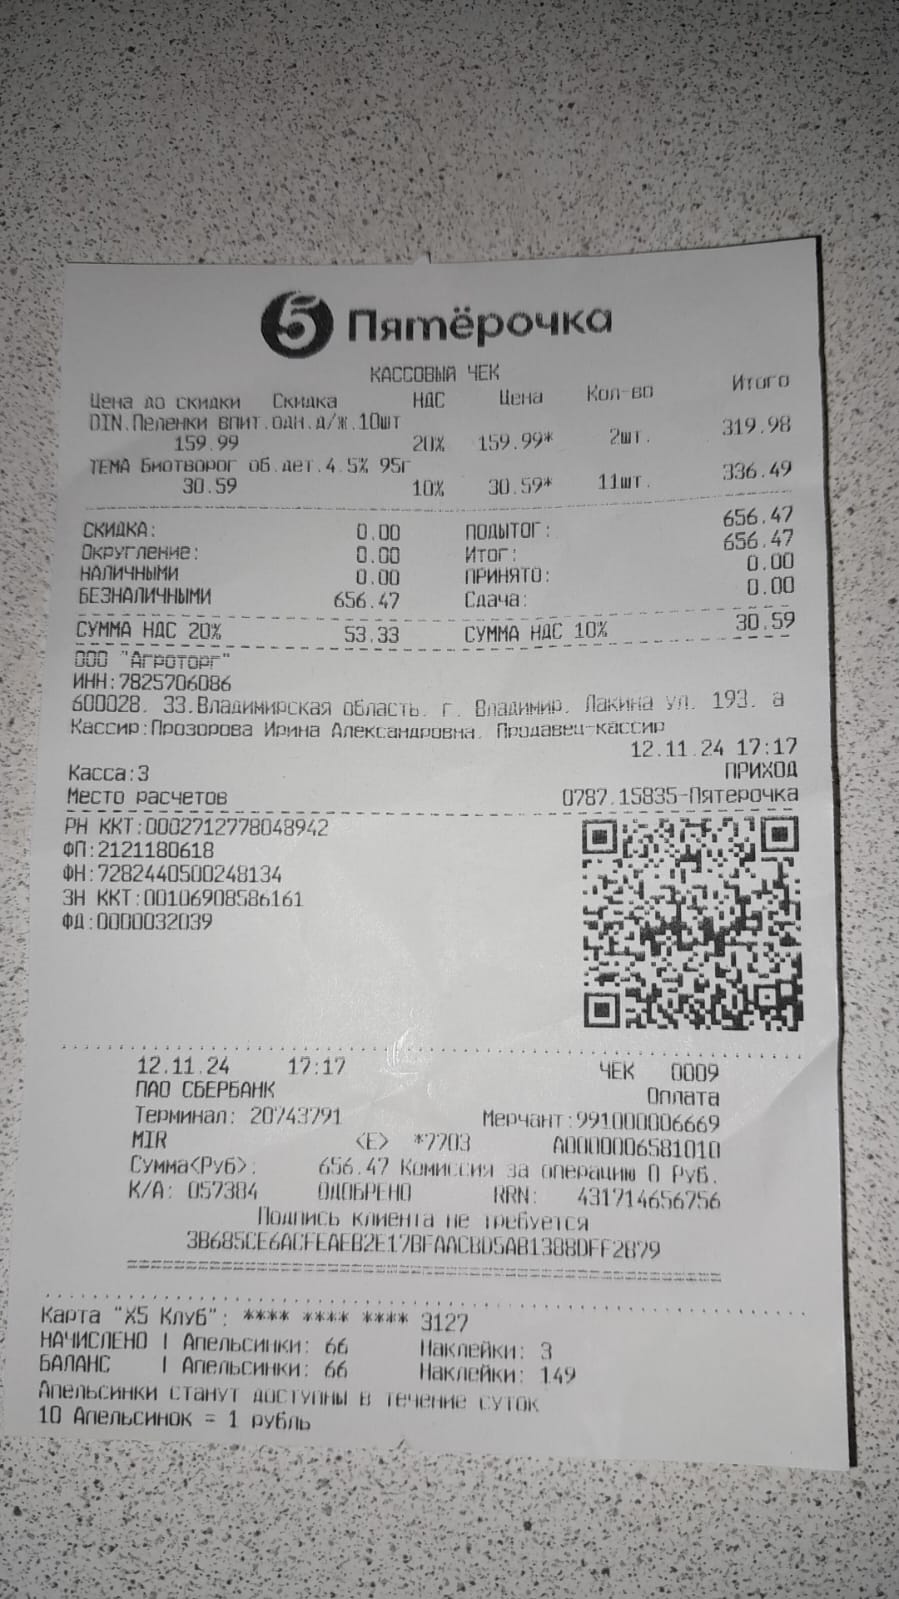 5 Пятёрочка
КАССОВЫЙ ЧЕК
Цена до скидки Скидка НДС Цена Кол-во Итого
DIN.Пеленки впит.одн.д/ж.10шт
159.99 20% 159.99* 2шт. 319.98
ТЕМА Биотворог об.дет.4.5% 95г
30.59 10% 30.59* 11шт. 336.49
СКИДКА: 0.00 ПОДЫТОГ: 656.47
Округление: 0.00 Итог: 656.47
НАЛИЧНЫМИ 0.00 ПРИНЯТО: 0.00
БЕЗНАЛИЧНЫМИ 656.47 Сдача: 0.00
СУММА НДС 20% 53.33 СУММА НДС 10% 30.59
ООО "Агроторг"
ИНН:7825706086
600028. 33.Владимирская область. г. Владимир. Лакина ул. 193. а
Кассир:Прозорова Ирина Александровна. Продавец-кассир
12.11.24 17:17
Касса:3 ПРИХОД
Место расчетов 0787.15835-Пятерочка
РН ККТ:0002712778048942
ФП:2121180618
ФН:7282440500248134
ЗН ККТ:00106908586161
ФД:0000032039
12.11.24 17:17 ЧЕК 0009
ПАО СБЕРБАНК Оплата
Терминал: 20743791 Мерчант:991000006669
MIR <E> *7703 A0000006581010
Сумма<Руб>: 656.47 Комиссия за операцию 0 Руб.
К/А: 057384 ОДОБРЕНО RRN: 431714656756
Подпись клиента не требуется
3B685CE6ACFEAEB2E17BFAACBD5AB1388DFF2B79
Карта "X5 Клуб": **** **** **** 3127
НАЧИСЛЕНО | Апельсинки: 66 Наклейки: 3
БАЛАНС | Апельсинки: 66 Наклейки: 149
Апельсинки станут доступны в течение суток
10 Апельсинок = 1 рубль